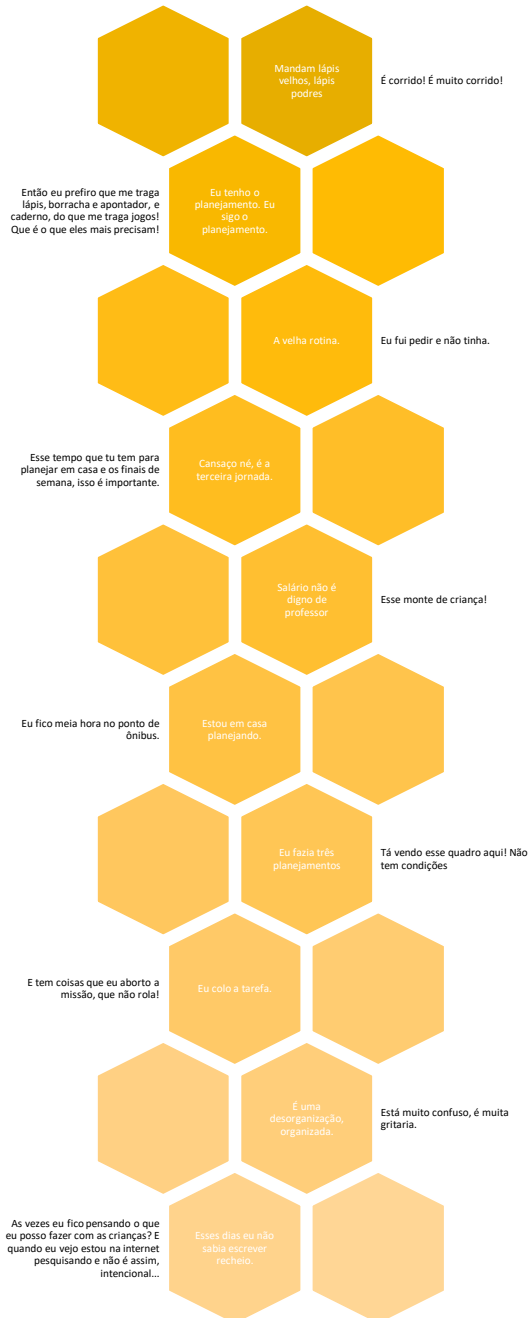 Mandam lápis
velhos, lápis
podres
É corrido! É muito corrido!
Então eu prefiro que me traga
lápis, borracha e apontador, e
caderno, do que me traga jogos!
Que é o que eles mais precisam!
Eu tenho o
planejamento. Eu
sigo o
planejamento.
A velha rotina.
Eu fui pedir e não tinha.
Esse tempo que tu tem para
planejar em casa e os finais de
semana, isso é importante.
Cansaço né, é a
terceira jornada.
Salário não é
digno de
professor
Esse monte de criança!
Eu fico meia hora no ponto de
ônibus.
Estou em casa
planejando.
Eu fazia três
planejamentos
Tá vendo esse quadro aqui! Não
tem condições
E tem coisas que eu aborto a
missão, que não rola!
Eu colo a tarefa.
É uma
desorganização,
organizada.
Está muito confuso, é muita
gritaria.
As vezes eu fico pensando o que
eu posso fazer com as crianças? E
quando eu vejo estou na internet
pesquisando e não é assim,
intencional...
Esses dias eu não
sabia escrever
recheio.